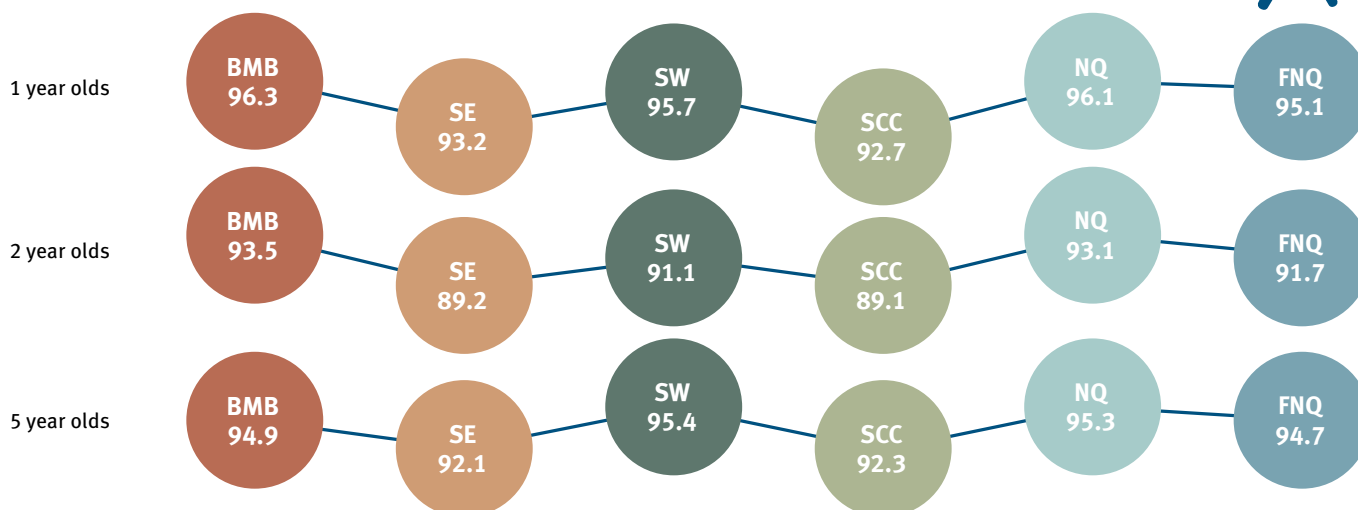 1 year olds
BMB
96.3
SE
93.2
SW
95.7
SCC
92.7
NQ
96.1
FNQ
95.1
2 year olds
BMB
93.5
SE
89.2
SW
91.1
SCC
89.1
NQ
93.1
FNQ
91.7
5 year olds
BMB
94.9
SE
92.1
SW
95.4
SCC
92.3
NQ
95.3
FNQ
94.7